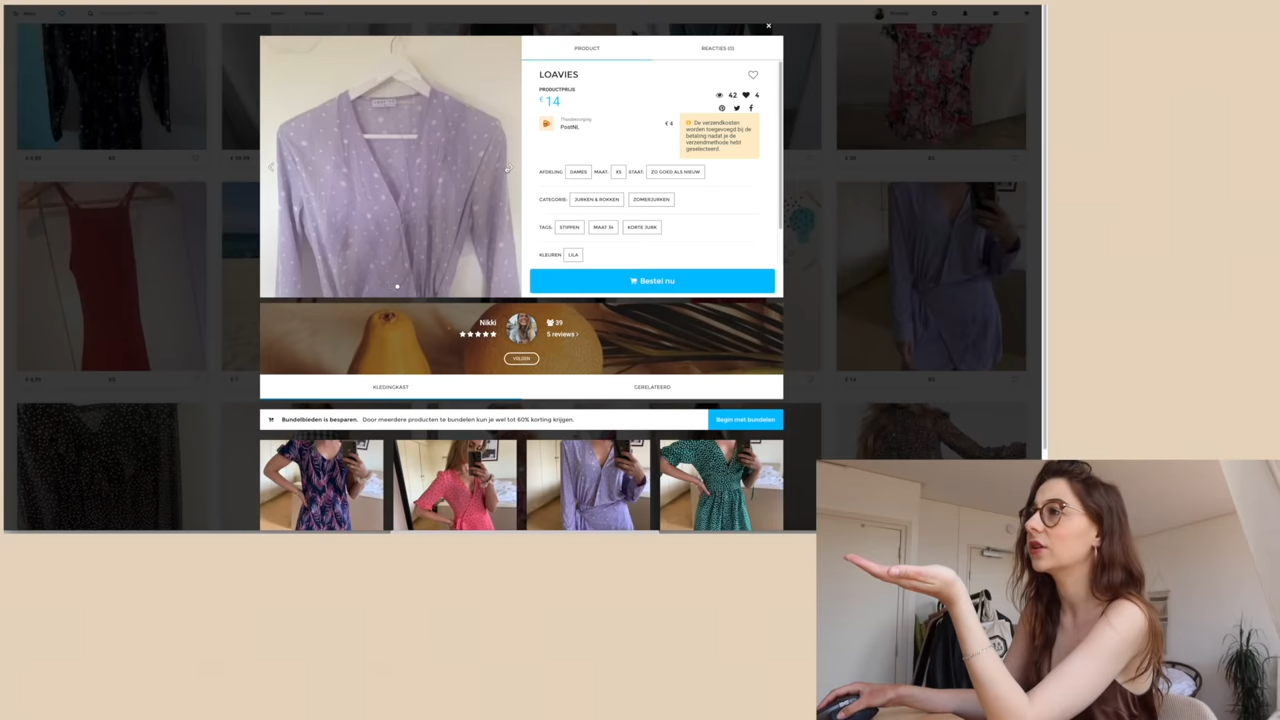 PRODUCT
REACTIES (0)
LOAVIES
PRODUCTPRIJS
€ 14
42
4
Thuisbezorging
PostNL
€ 4
De verzendkosten
worden toegevoegd bij de
betaling nadat je de
verzendmethode hebt
geselecteerd.
AFDELING DAMES MAAT: XS STAAT: ZO GOED ALS NIEUW
CATEGORIE: JURKEN & ROKKEN ZOMERJURKEN
TAGS: STIPPEN MAAT 34 KORTE JURK
KLEUREN LILA
Bestel nu
Nikki
39
5 reviews ›
VOLGEN
KLEDINGKAST
GERELATEERD
Bundelbieden is besparen. Door meerdere producten te bundelen kun je wel tot 60% korting krijgen.
Begin met bundelen